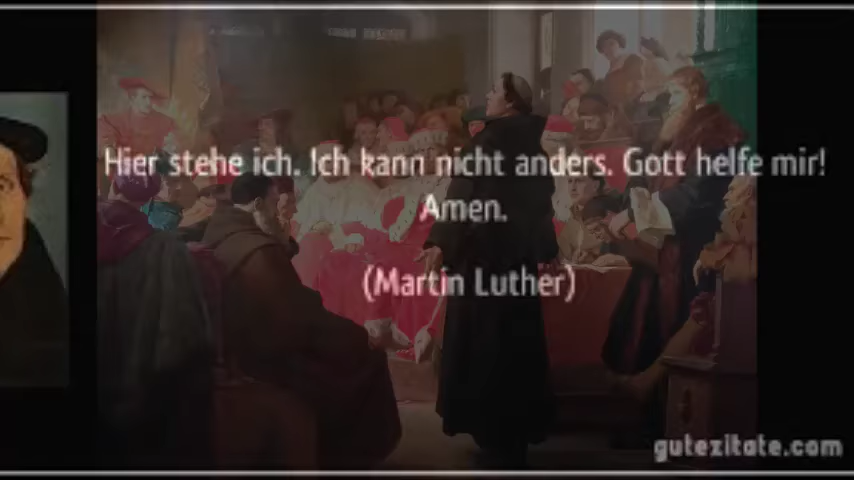 Hier stehe ich. Ich kann nicht anders. Gott helfe mir!
Amen.
(Martin Luther)
gutezitate.com